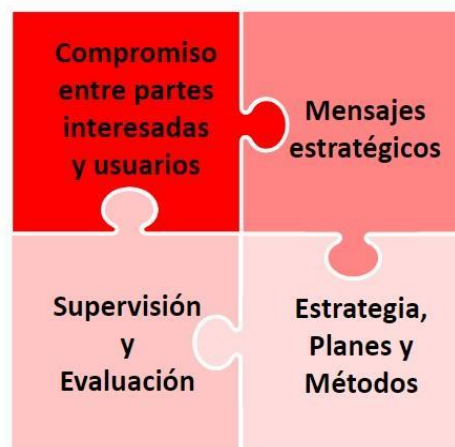 Compromiso
entre partes
interesadas
y usuarios
Mensajes
estratégicos
Supervisión
y
Evaluación
Estrategia,
Planes y
Métodos